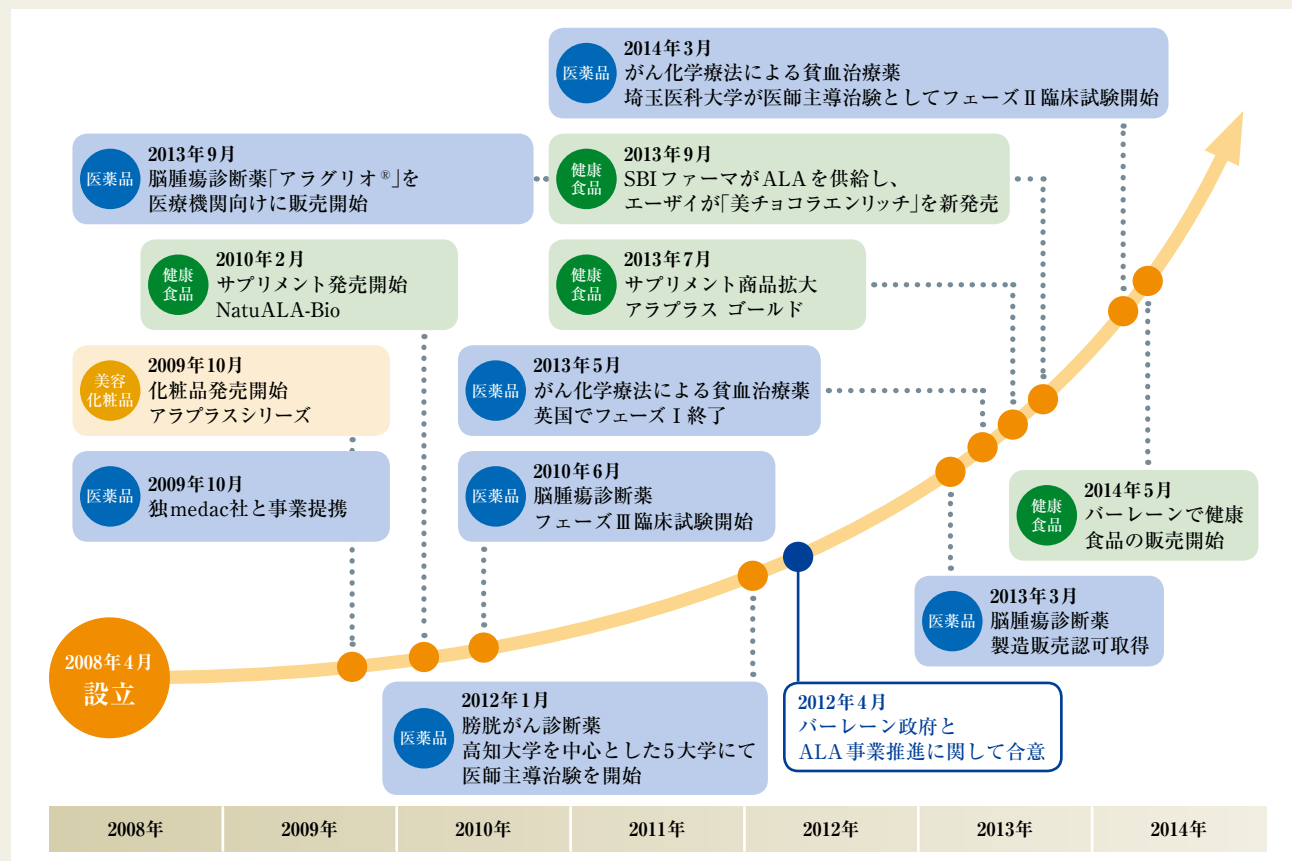 医薬品
2014年3月
がん化学療法による貧血治療薬
埼玉医科大学が医師主導治験としてフェーズⅡ臨床試験開始
医薬品
2013年9月
脳腫瘍診断薬「アラグリオ®」を
医療機関向けに販売開始
健康
食品
2013年9月
SBIファーマがALAを供給し、
エーザイが「美チョコラエンリッチ」を新発売
健康
食品
2010年2月
サプリメント発売開始
NatuALA-Bio
健康
食品
2013年7月
サプリメント商品拡大
アラプラス ゴールド
美容
化粧品
2009年10月
化粧品発売開始
アラプラスシリーズ
医薬品
2013年5月
がん化学療法による貧血治療薬
英国でフェーズⅠ終了
医薬品
2009年10月
独medac社と事業提携
医薬品
2010年6月
脳腫瘍診断薬
フェーズⅢ臨床試験開始
健康
食品
2014年5月
バーレーンで健康
食品の販売開始
医薬品
2013年3月
脳腫瘍診断薬
製造販売認可取得
2008年4月
設立
医薬品
2012年1月
膀胱がん診断薬
高知大学を中心とした5大学にて
医師主導治験を開始
2012年4月
バーレーン政府と
ALA事業推進に関して合意
2008年
2009年
2010年
2011年
2012年
2013年
2014年